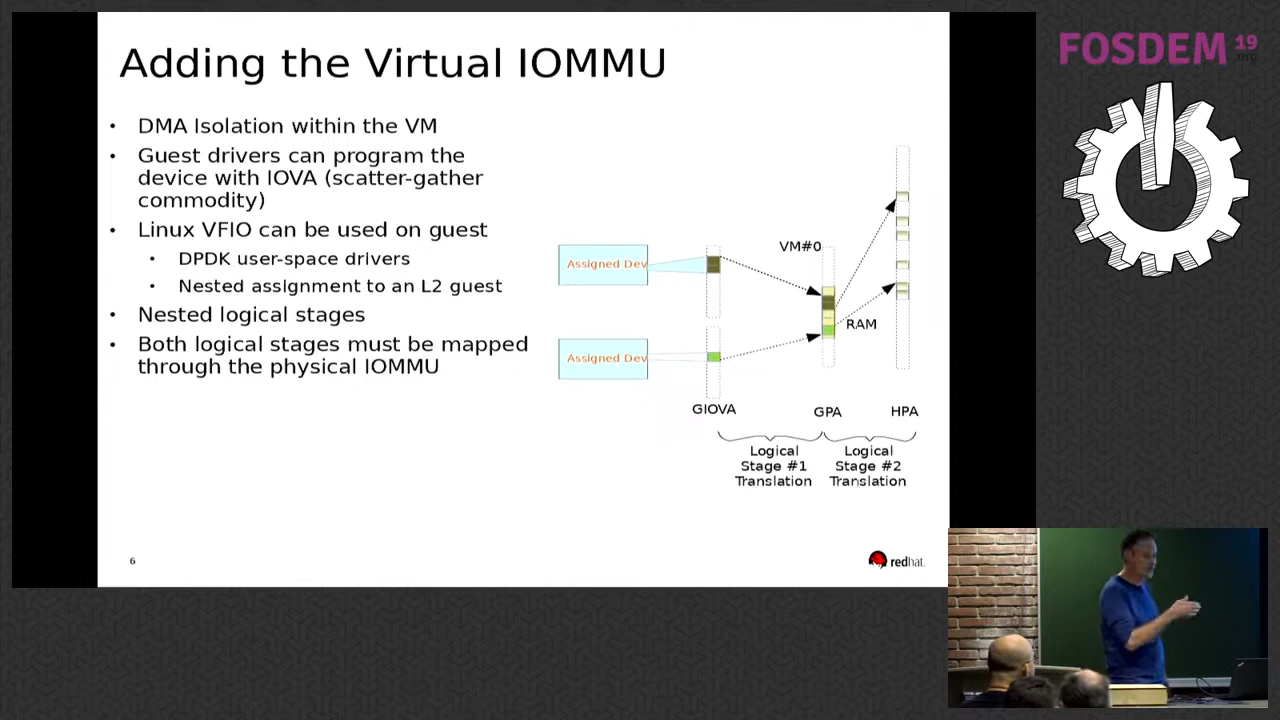 Adding the Virtual IOMMU
FOSDEM 19
.org
• DMA Isolation within the VM
• Guest drivers can program the
device with IOVA (scatter-gather
commodity)
• Linux VFIO can be used on guest
• DPDK user-space drivers
• Nested assignment to an L2 guest
• Nested logical stages
• Both logical stages must be mapped
through the physical IOMMU
VM#0
Assigned Dev
RAM
Assigned Dev
GIOVA
GPA
HPA
Logical
Stage #1
Translation
Logical
Stage #2
Translation
6
redhat.